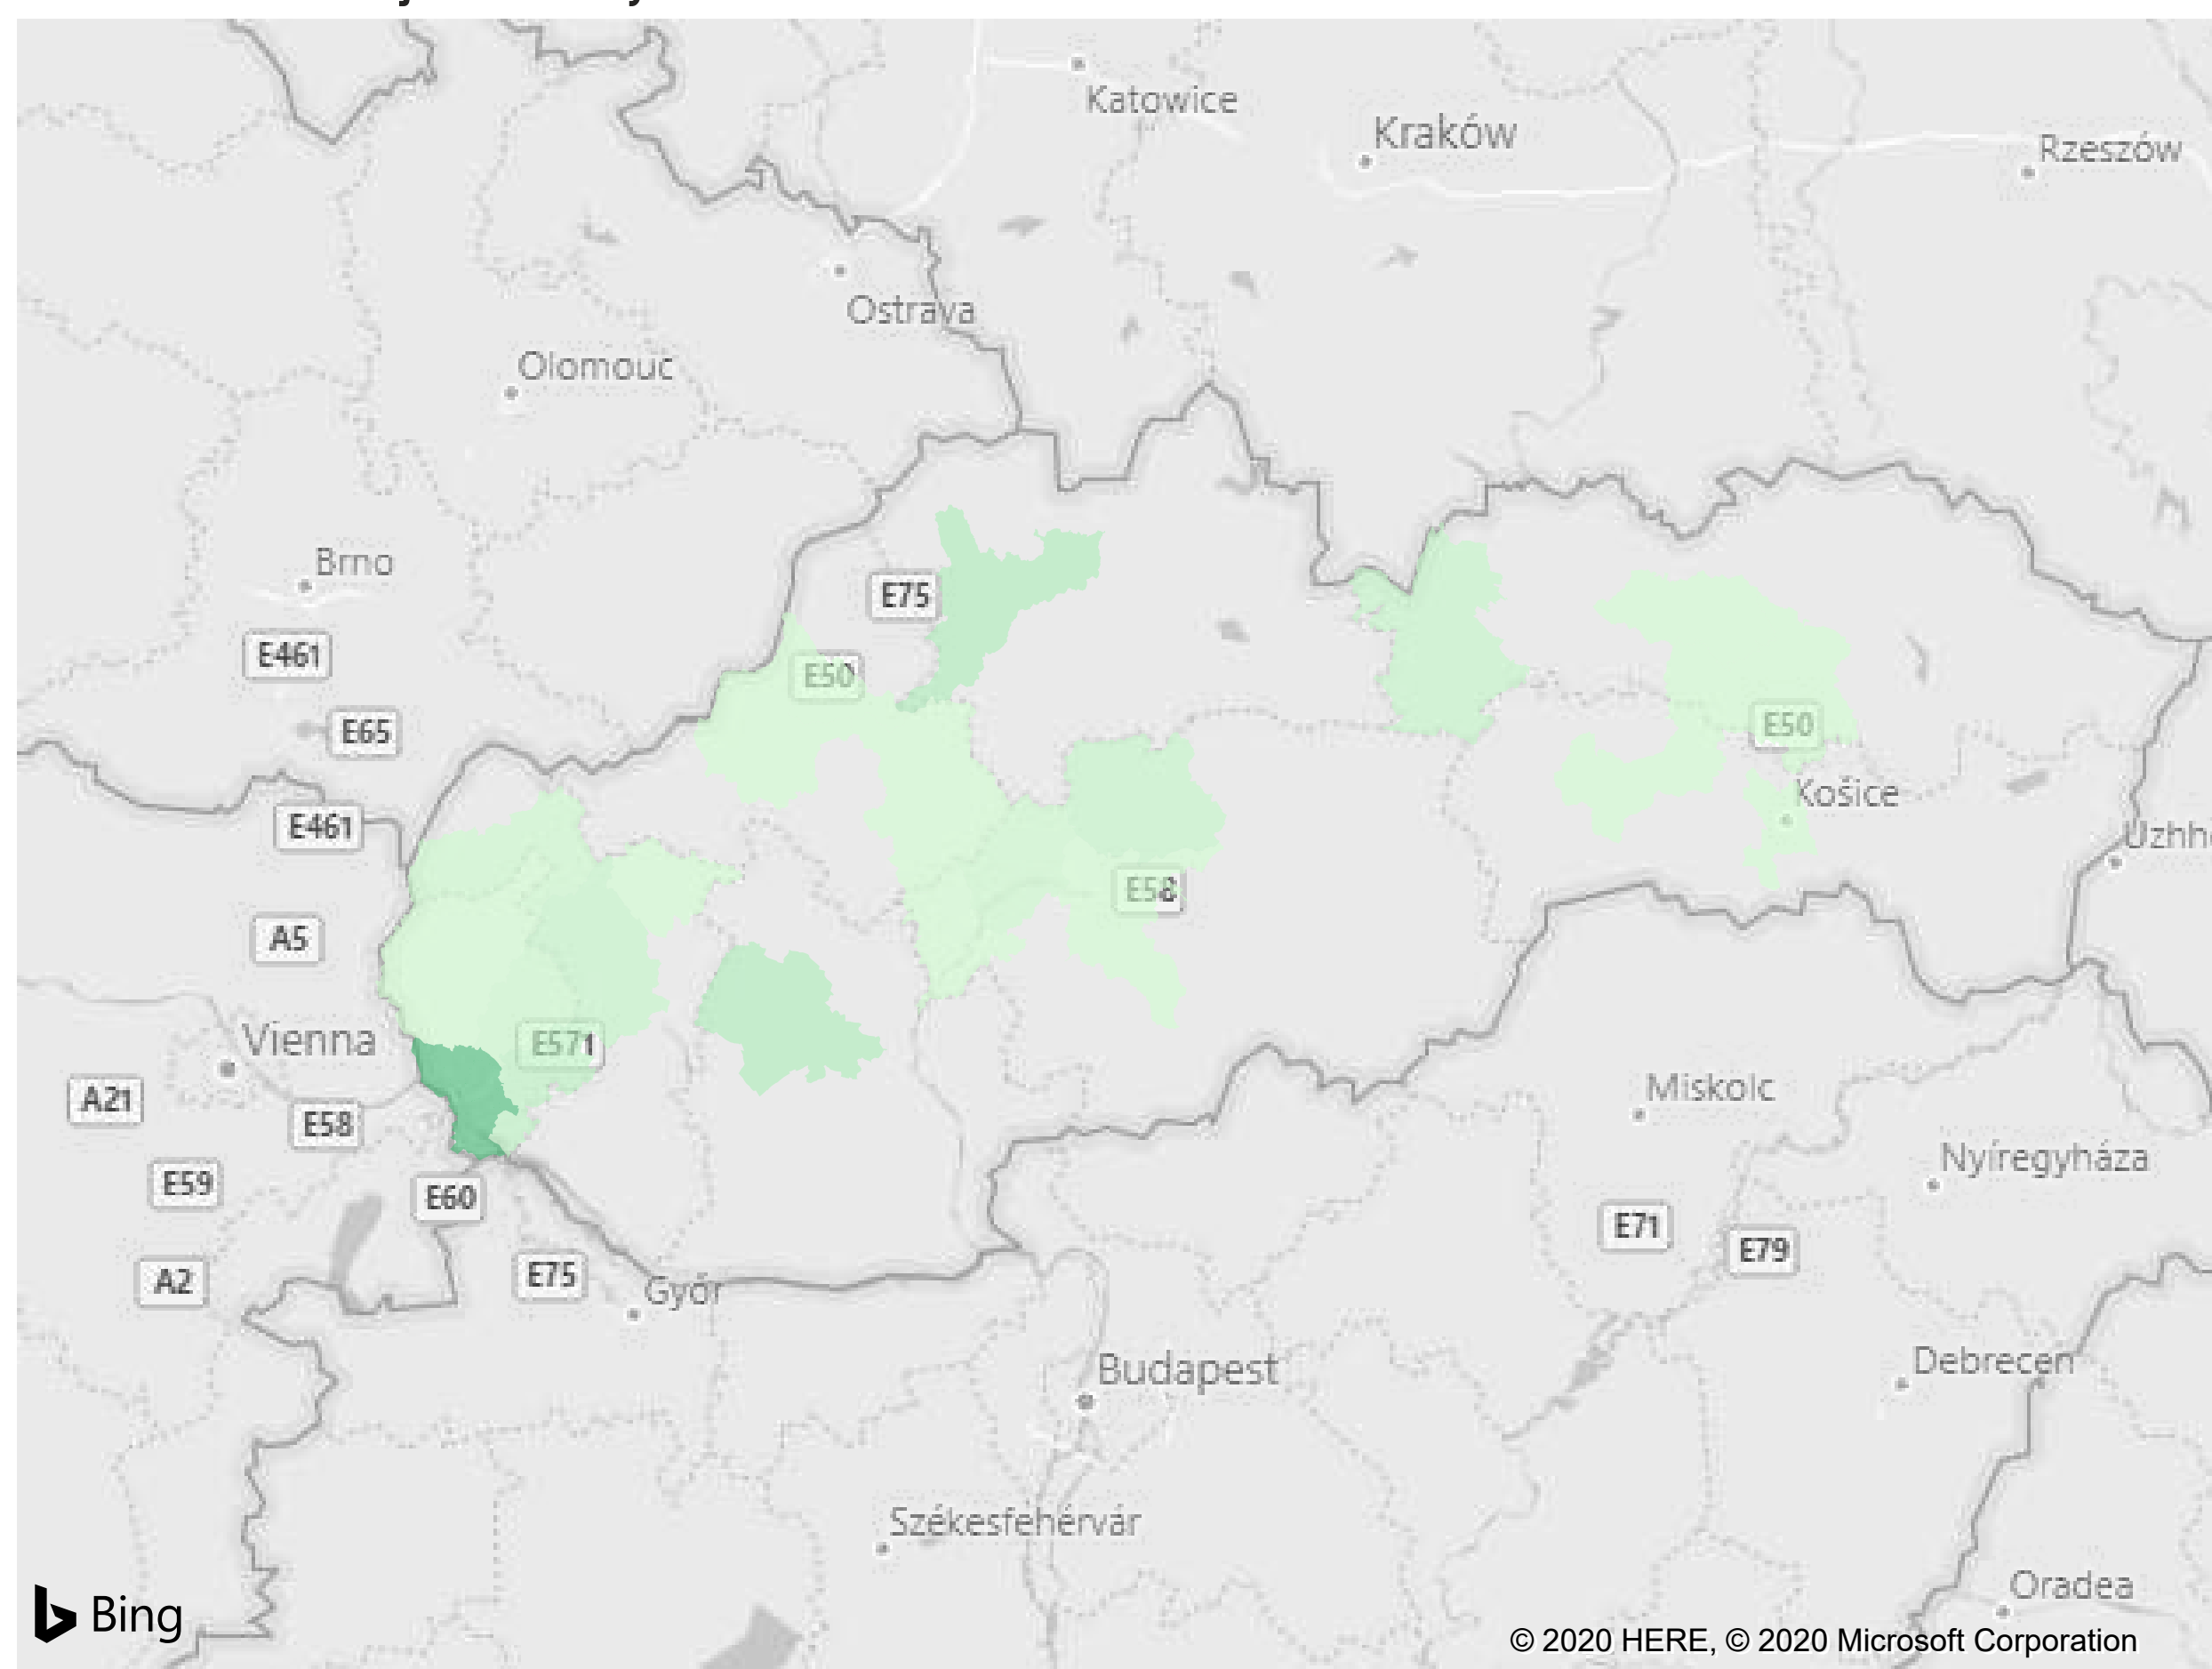 Katowice
Kraków
Rzeszów
Ostrava
Olomouc
Brno
E75
E461
E50
E65
E50
Košice
E461
E58
A5
Vienna
E571
A21
E58
Miskolc
E59
E60
Nyíregyháza
E71
E79
A2
E75
Győr
Budapest
Debrecen
Székesfehérvár
Oradea
Bing
© 2020 HERE, © 2020 Microsoft Corporation